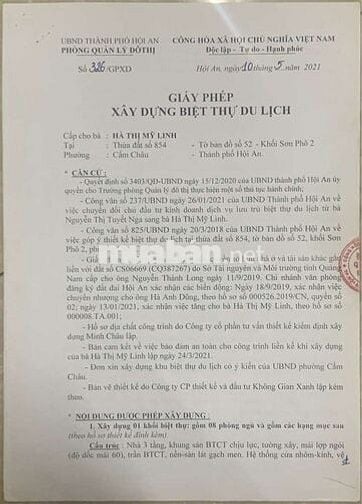 UBND THÀNH PHỐ HỘI AN
PHÒNG QUẢN LÝ ĐÔ THỊ
CỘNG HÒA XÃ HỘI CHỦ NGHĨA VIỆT NAM
Độc lập - Tự do - Hạnh phúc
Số 326/GPXD
Hội An, ngày 10 tháng 5 năm 2021
GIẤY PHÉP
XÂY DỰNG BIỆT THỰ DU LỊCH
Cấp cho bà : HÀ THỊ MỸ LINH
Tại : Thửa đất số 854 - Tờ bản đồ số 52 - Khối Sơn Phô 2
Phường : Cẩm Châu - Thành phố Hội An.
* CĂN CỨ :
- Quyết định số 3403/QĐ-UBND ngày 15/12/2020 của UBND thành phố Hội An ủy
quyền cho Trưởng phòng Quản lý đô thị thực hiện một số thủ tục hành chính;
- Công văn số 237/UBND ngày 26/01/2021 của UBND Thành phố Hội An về
việc chuyển đổi chủ đầu tư kinh doanh dịch vụ lưu trú biệt thự du lịch từ bà
Nguyễn Thị Tuyết Nga sang bà Hà Thị Mỹ Linh.
- Công văn số 825/UBND ngày 20/3/2018 của UBND Thành phố Hội An về
việc góp ý thiết kế biệt thự du lịch tại thửa đất số 854, tờ bản đồ số 52, khối Sơn
Phô 2,
muaban.net
- Giấy ở và tài sản khác gắn
liền với đất số CS06669 (CQ387267) do Sở Tài nguyên và Môi trường tỉnh Quảng
Nam cấp cho ông Nguyễn Thành Long ngày 11/9/2019. Chi nhánh văn phòng
đăng ký đất đai Hội An xác nhận các biến động: Ngày 18/9/2019, xác nhận việc
chuyển nhượng cho ông Hà Anh Dũng, theo hồ sơ số 000526.2019/CN, quyển số
02; ngày 13/01/2021, xác nhận việc tặng cho bà Hà Thị Mỹ Linh, theo hồ sơ số
000008.TA.001;
- Hồ sơ địa chất công trình do Công ty cổ phần tư vấn thiết kế kiểm định xây dựng
Minh Châu lập.
- Bản cam kết về việc bảo đảm an toàn cho công trình liền kề khi xây dựng
của bà Hà Thị Mỹ Linh lập ngày 24/3/2021.
- Đơn xin xây dựng khu biệt thự du lịch có ý kiến của UBND phường Cẩm
Châu.
- Bản vẽ thiết kế do Công ty CP thiết kế và đầu tư Không Gian Xanh lập kèm
theo.
* NỘI DUNG ĐƯỢC PHÉP XÂY DỰNG :
1. Xây dựng 01 khối biệt thự: gồm 08 phòng ngủ và gồm các hạng mục sau
(theo hồ sơ thiết kế đính kèm)
Cấu trúc : Nhà 3 tầng, khung sàn BTCT chịu lực, tường xây, mái lợp ngói
(độ dốc mái 60), trần BTCT, nền-sàn lát gạch men. Hệ thống cửa nhôm-kính, vì